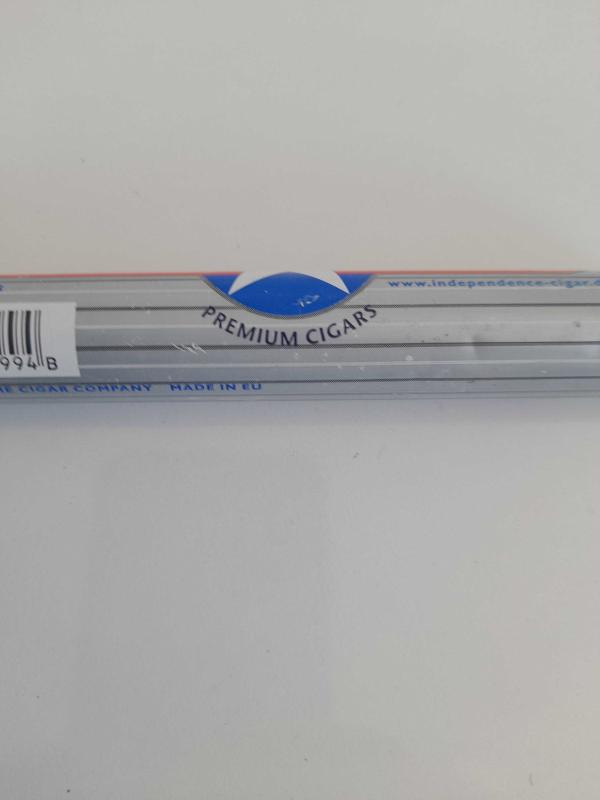 www.independence-cigar.
PREMIUM CIGARS
994 B
CIGAR COMPANY MADE IN EU